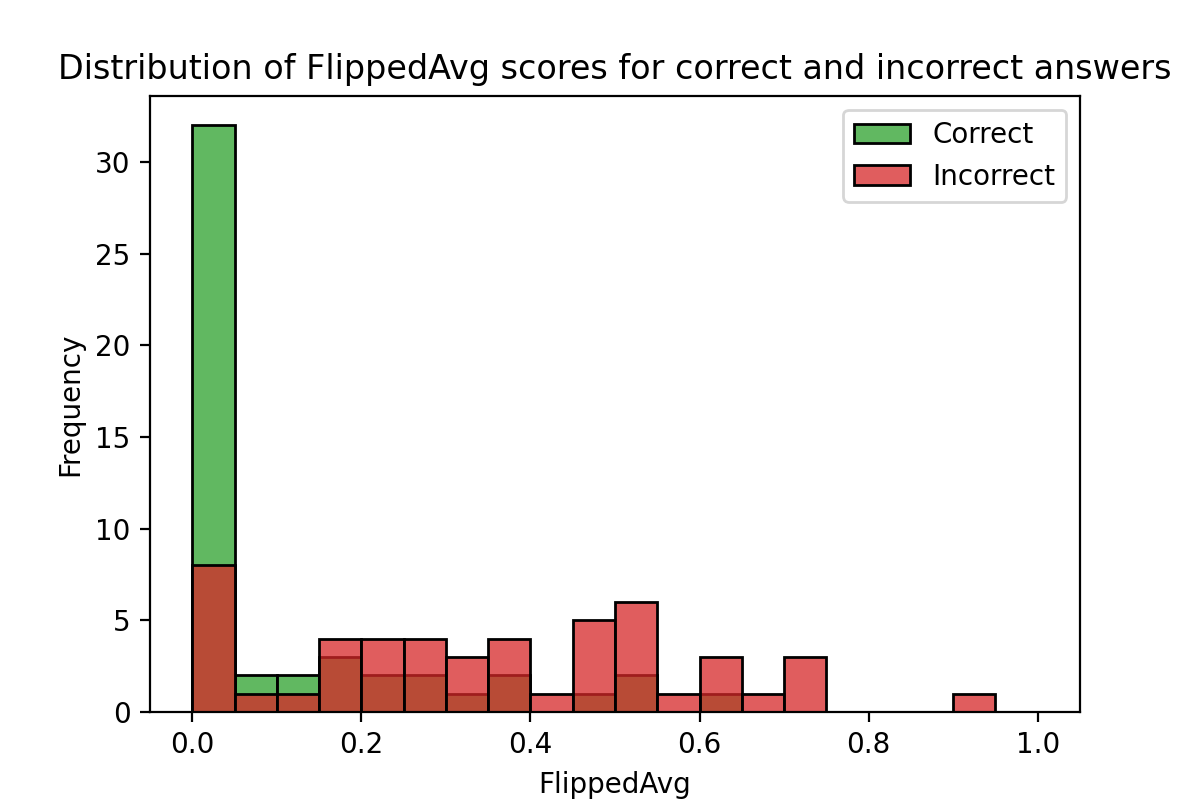 Distribution of FlippedAvg scores for correct and incorrect answers
Correct
Incorrect
Frequency
30
25
20
15
10
5
0
0.0 0.2 0.4 0.6 0.8 1.0
FlippedAvg